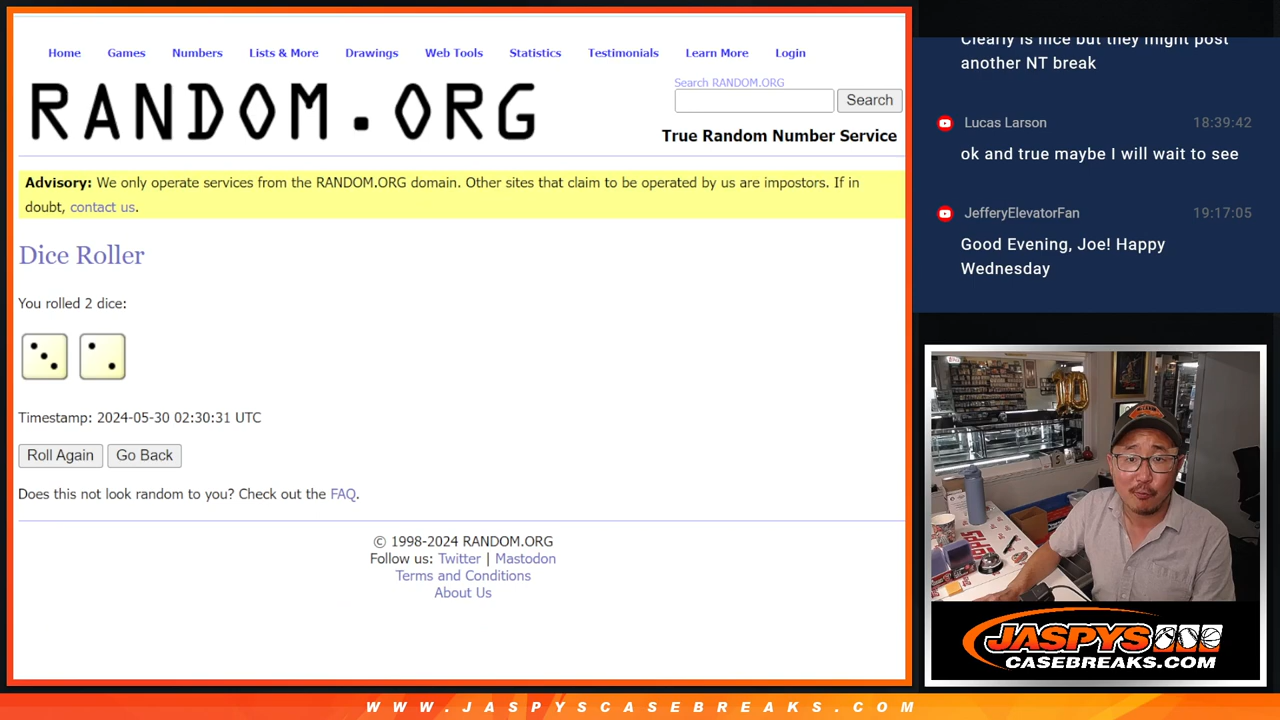 Home Games Numbers Lists & More Drawings Web Tools Statistics Testimonials Learn More Login
RANDOM.ORG
Search RANDOM.ORG
Search
True Random Number Service
Advisory: We only operate services from the RANDOM.ORG domain. Other sites that claim to be operated by us are impostors. If in
doubt, contact us.
Dice Roller
You rolled 2 dice:
Timestamp: 2024-05-30 02:30:31 UTC
Roll Again Go Back
Does this not look random to you? Check out the FAQ.
© 1998-2024 RANDOM.ORG
Follow us: Twitter | Mastodon
Terms and Conditions
About Us
Clearly is nice but they might post
another NT break
Lucas Larson 18:39:42
ok and true maybe I will wait to see
JefferyElevatorFan 19:17:05
Good Evening, Joe! Happy
Wednesday
10
JASPYS
CASEBREAKS.COM
WWW.JASPYSCASEBREAKS.COM